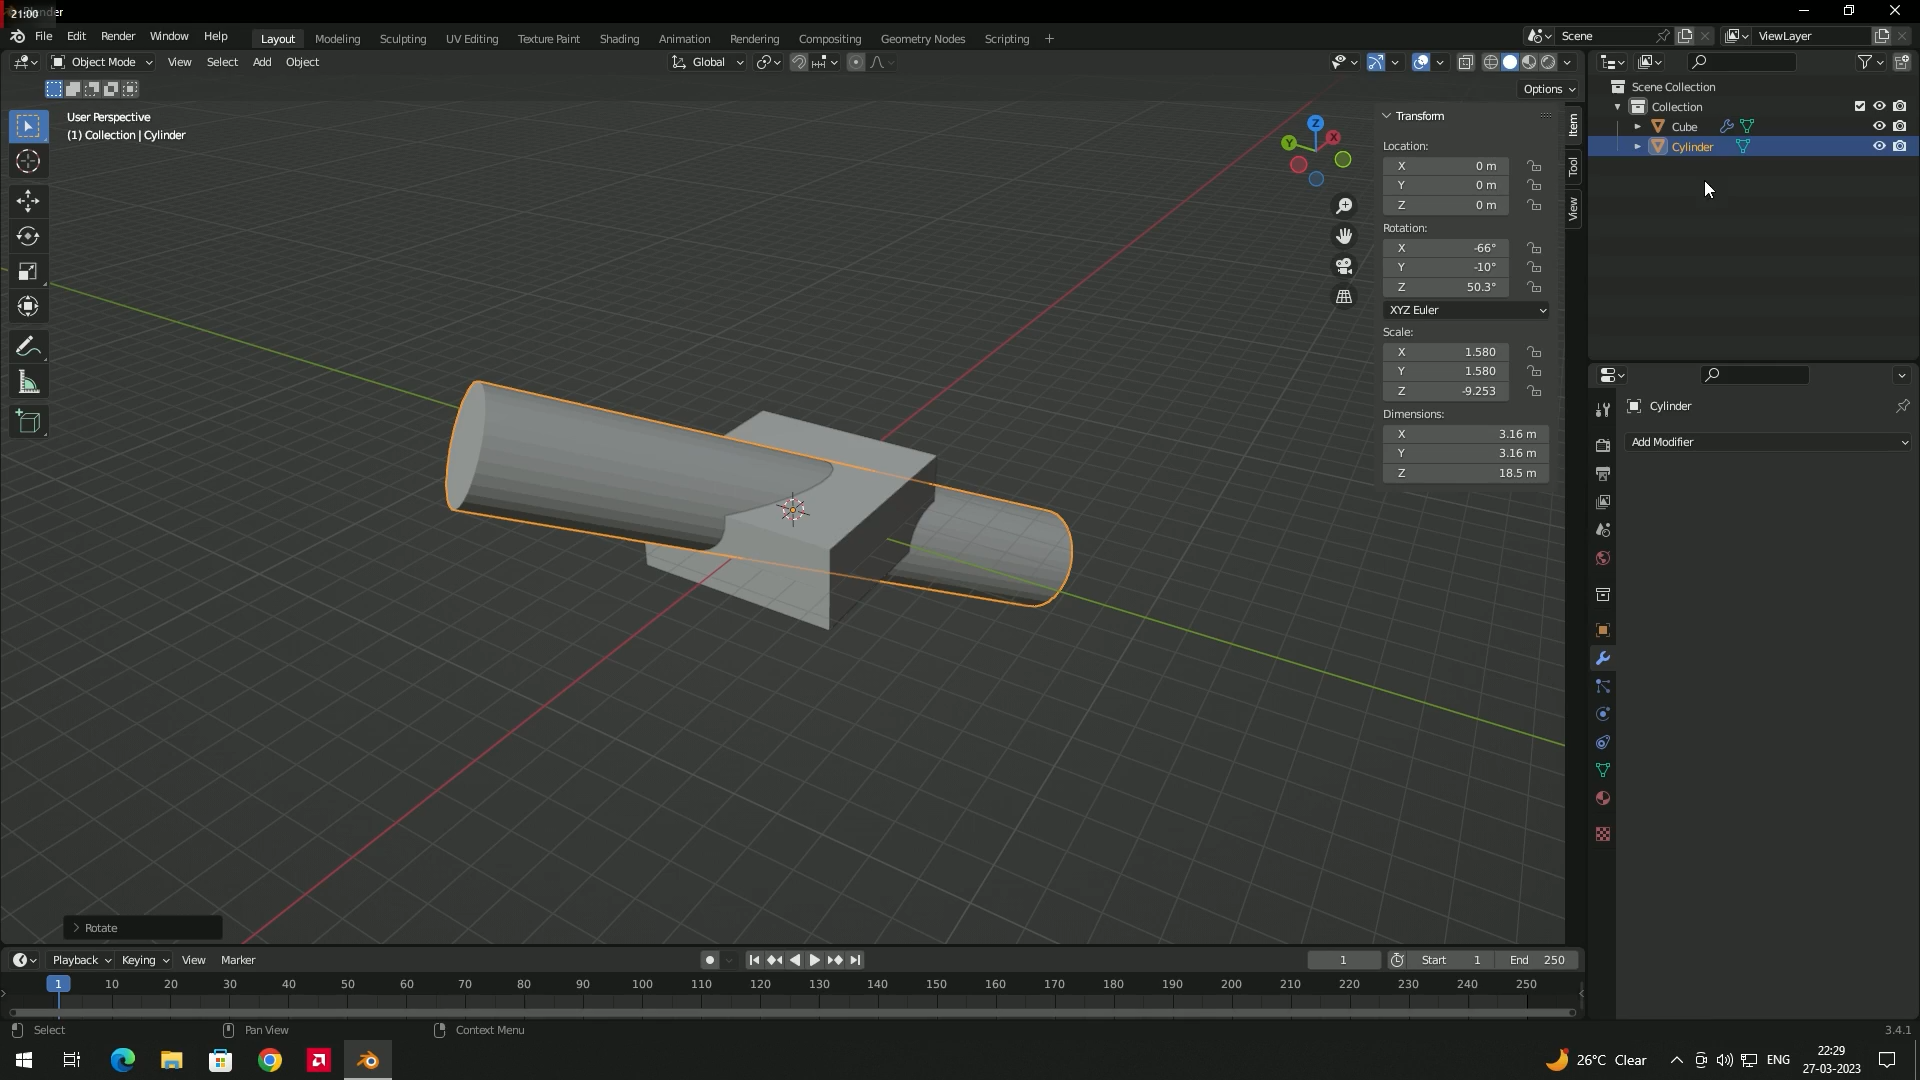 21:00 Blender
File Edit Render Window Help Layout Modeling Sculpting UV Editing Texture Paint Shading Animation Rendering Compositing Geometry Nodes Scripting + Scene ViewLayer
Object Mode View Select Add Object Global
Options
User Perspective
(1) Collection | Cylinder
Z
Y
X
Transform
Location:
X 0 m
Y 0 m
Z 0 m
Rotation:
X -66°
Y -10°
Z 50.3°
XYZ Euler
Scale:
X 1.580
Y 1.580
Z -9.253
Dimensions:
X 3.16 m
Y 3.16 m
Z 18.5 m
Item
Tool
View
Scene Collection
Collection
Cube
Cylinder
Cylinder
Add Modifier
Rotate
Playback Keying View Marker 1 Start 1 End 250
1 10 20 30 40 50 60 70 80 90 100 110 120 130 140 150 160 170 180 190 200 210 220 230 240 250
Select Pan View Context Menu 3.4.1
26°C Clear ENG 22:29
27-03-2023